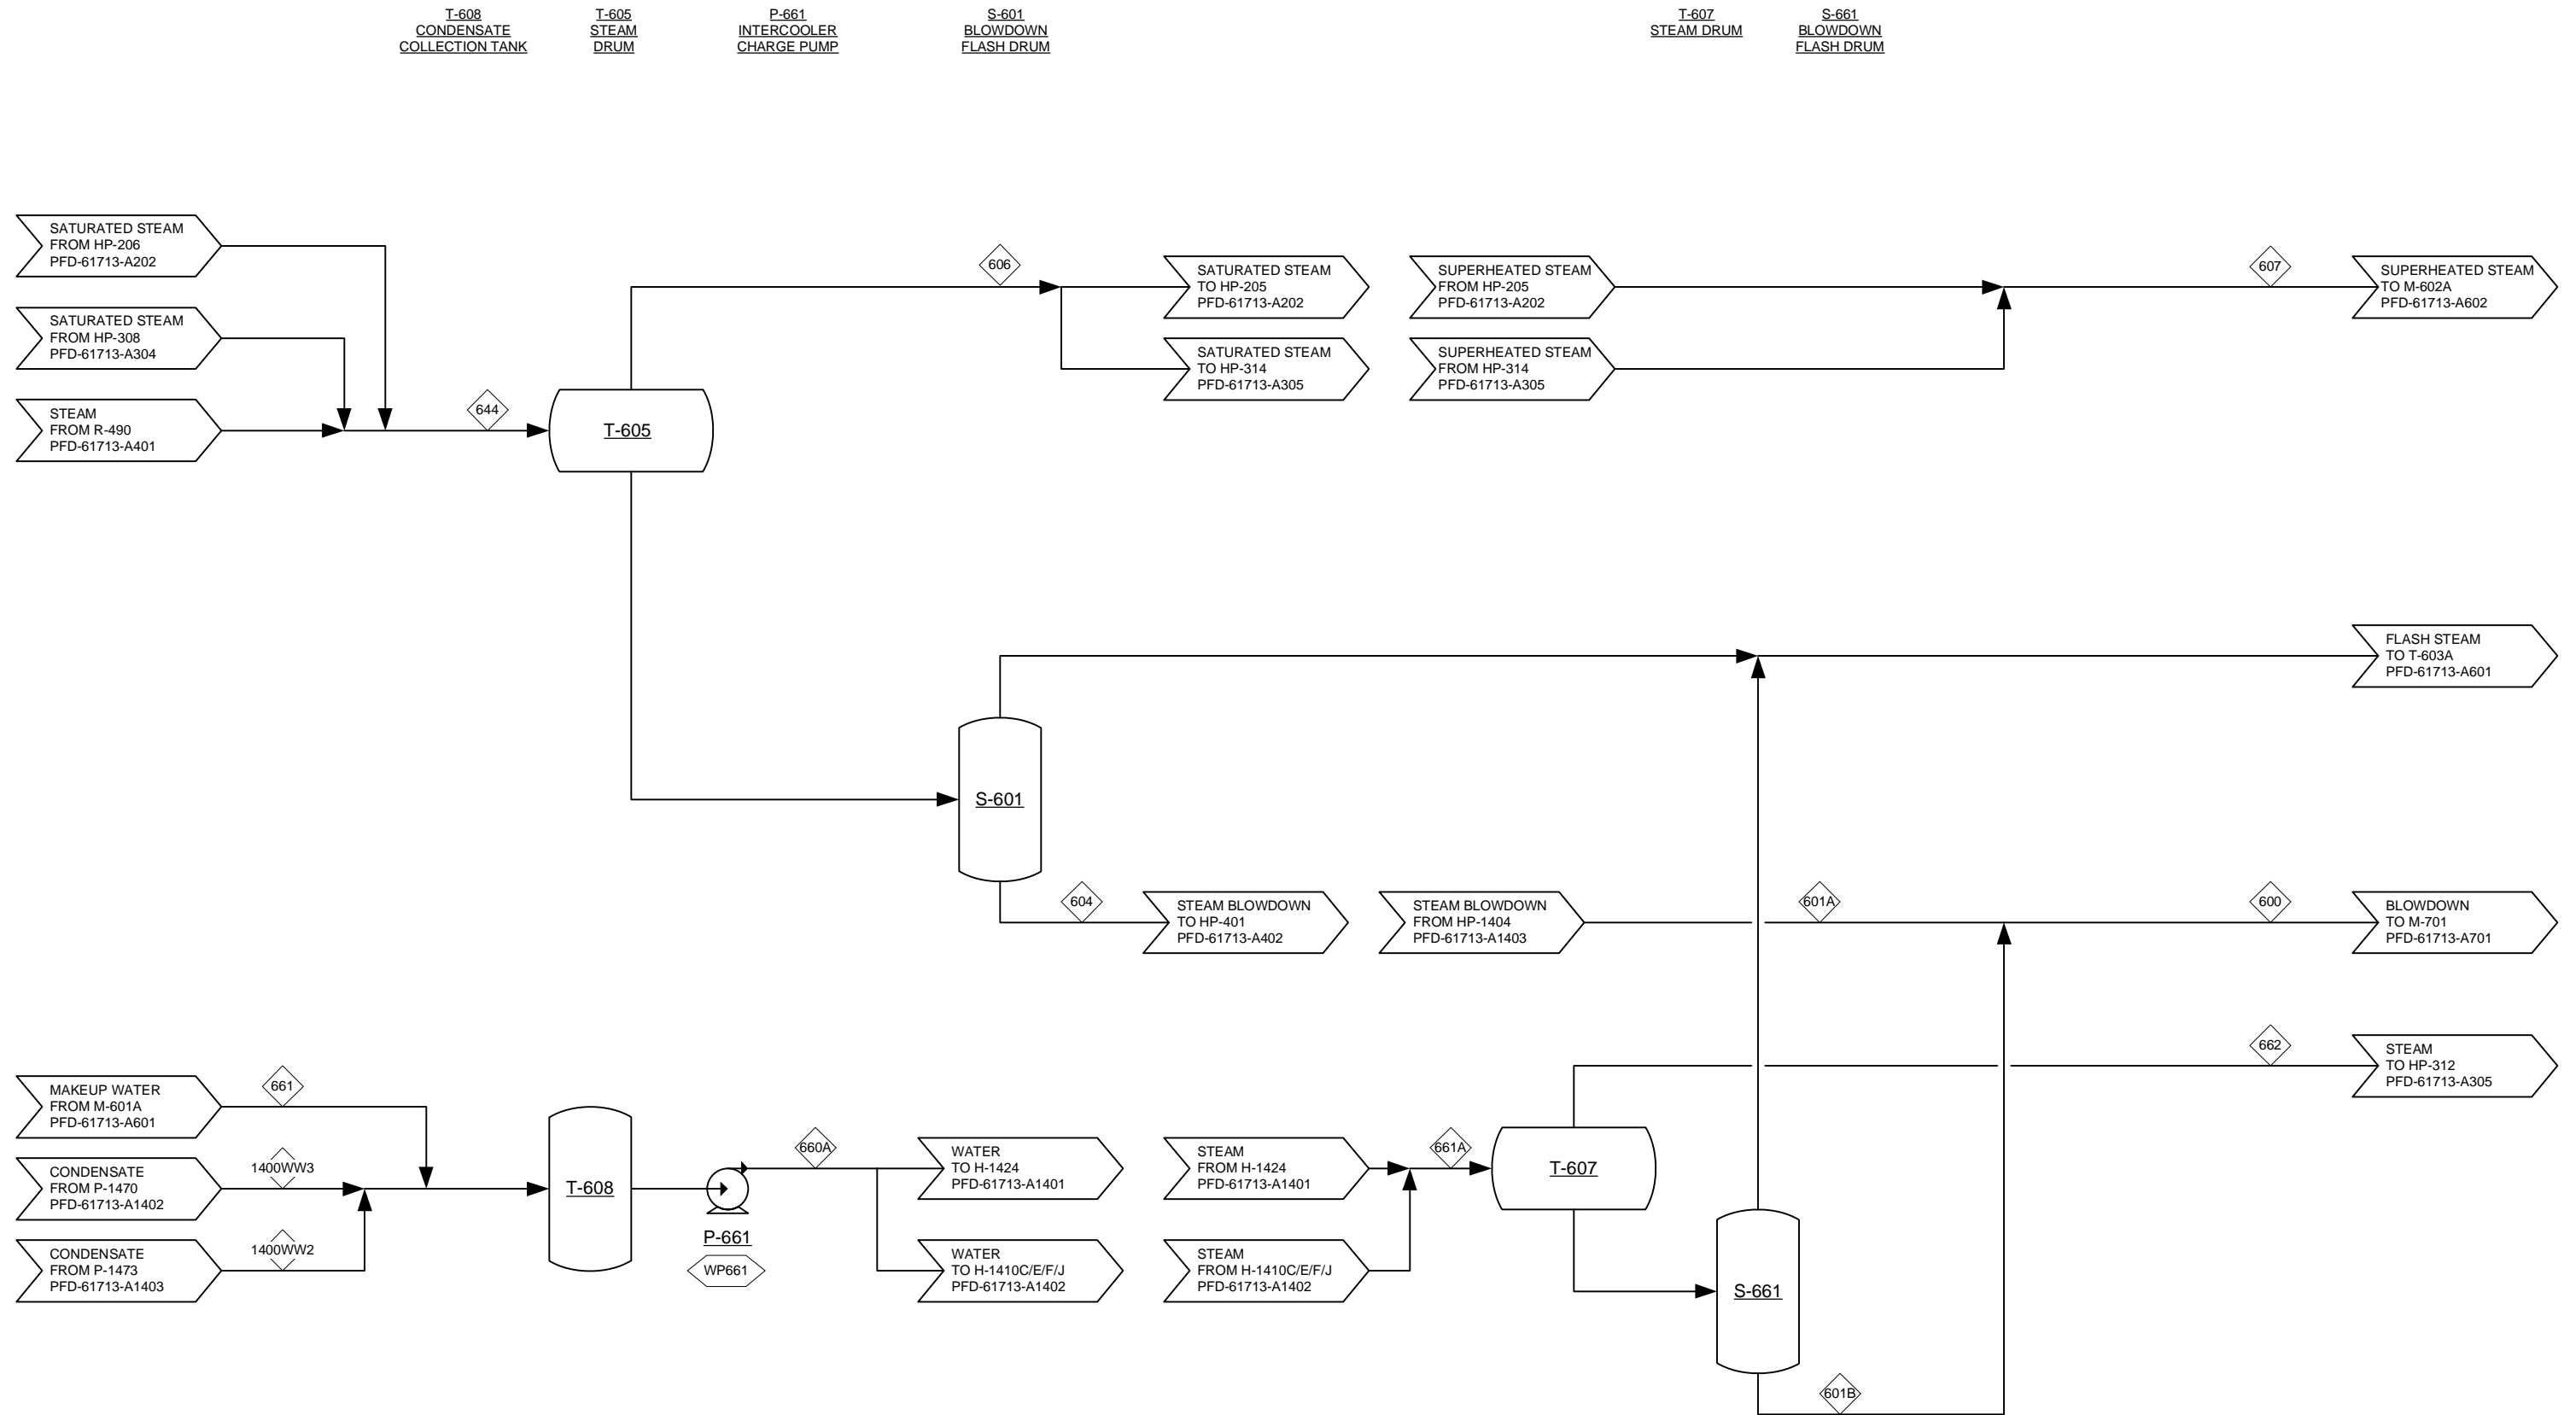 T-608
CONDENSATE
COLLECTION TANK
T-605
STEAM
DRUM
P-661
INTERCOOLER
CHARGE PUMP
S-601
BLOWDOWN
FLASH DRUM
T-607
STEAM DRUM
S-661
BLOWDOWN
FLASH DRUM
SATURATED STEAM
FROM HP-206
PFD-61713-A202
SATURATED STEAM
FROM HP-308
PFD-61713-A304
STEAM
FROM R-490
PFD-61713-A401
644
T-605
606
SATURATED STEAM
TO HP-205
PFD-61713-A202
SATURATED STEAM
TO HP-314
PFD-61713-A305
SUPERHEATED STEAM
FROM HP-205
PFD-61713-A202
SUPERHEATED STEAM
FROM HP-314
PFD-61713-A305
607
SUPERHEATED STEAM
TO M-602A
PFD-61713-A602
FLASH STEAM
TO T-603A
PFD-61713-A601
S-601
604
STEAM BLOWDOWN
TO HP-401
PFD-61713-A402
STEAM BLOWDOWN
FROM HP-1404
PFD-61713-A1403
601A
600
BLOWDOWN
TO M-701
PFD-61713-A701
662
STEAM
TO HP-312
PFD-61713-A305
MAKEUP WATER
FROM M-601A
PFD-61713-A601
661
CONDENSATE
FROM P-1470
PFD-61713-A1402
1400WW3
CONDENSATE
FROM P-1473
PFD-61713-A1403
1400WW2
T-608
P-661
WP661
660A
WATER
TO H-1424
PFD-61713-A1401
WATER
TO H-1410C/E/F/J
PFD-61713-A1402
STEAM
FROM H-1424
PFD-61713-A1401
STEAM
FROM H-1410C/E/F/J
PFD-61713-A1402
661A
T-607
S-661
601B